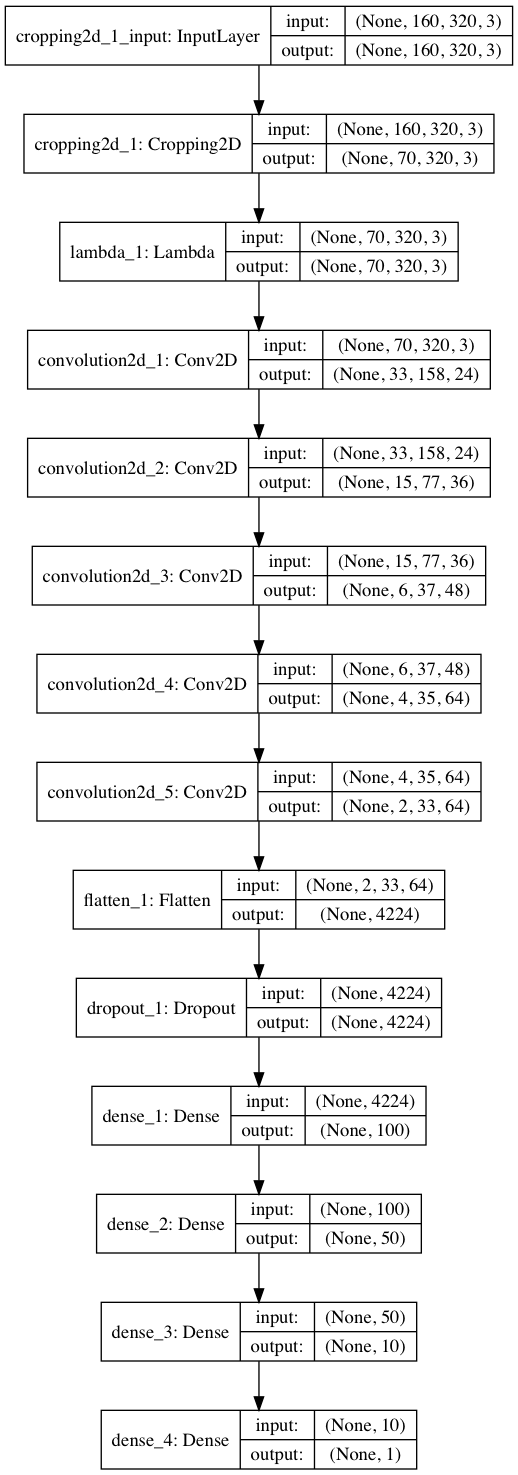 cropping2d_1_input: InputLayer
input: (None, 160, 320, 3)
output: (None, 160, 320, 3)
cropping2d_1: Cropping2D
input: (None, 160, 320, 3)
output: (None, 70, 320, 3)
lambda_1: Lambda
input: (None, 70, 320, 3)
output: (None, 70, 320, 3)
convolution2d_1: Conv2D
input: (None, 70, 320, 3)
output: (None, 33, 158, 24)
convolution2d_2: Conv2D
input: (None, 33, 158, 24)
output: (None, 15, 77, 36)
convolution2d_3: Conv2D
input: (None, 15, 77, 36)
output: (None, 6, 37, 48)
convolution2d_4: Conv2D
input: (None, 6, 37, 48)
output: (None, 4, 35, 64)
convolution2d_5: Conv2D
input: (None, 4, 35, 64)
output: (None, 2, 33, 64)
flatten_1: Flatten
input: (None, 2, 33, 64)
output: (None, 4224)
dropout_1: Dropout
input: (None, 4224)
output: (None, 4224)
dense_1: Dense
input: (None, 4224)
output: (None, 100)
dense_2: Dense
input: (None, 100)
output: (None, 50)
dense_3: Dense
input: (None, 50)
output: (None, 10)
dense_4: Dense
input: (None, 10)
output: (None, 1)